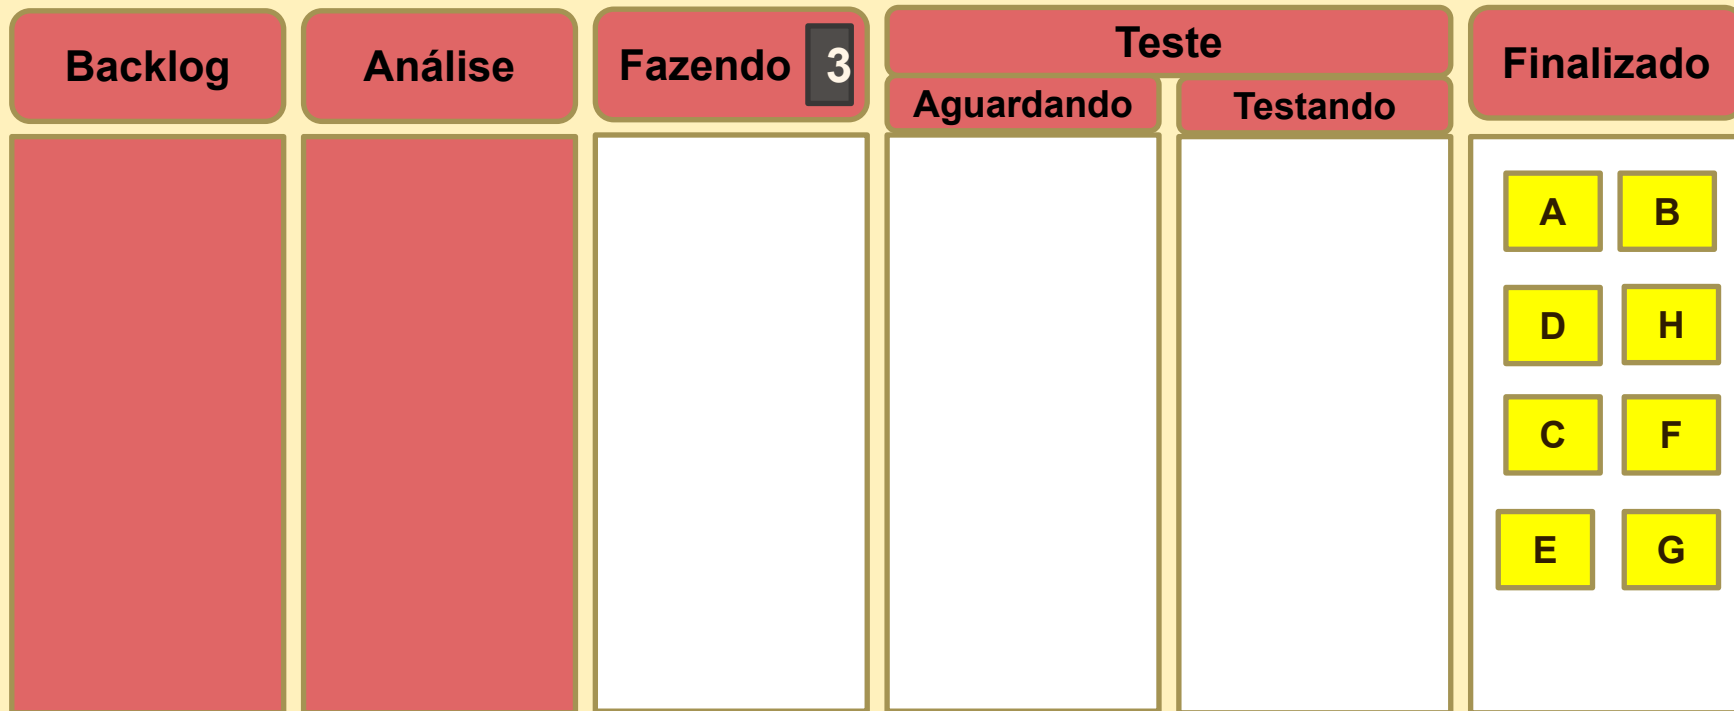 Backlog
Análise
Fazendo 3
Teste
Aguardando
Testando
Finalizado
A B
D H
C F
E G